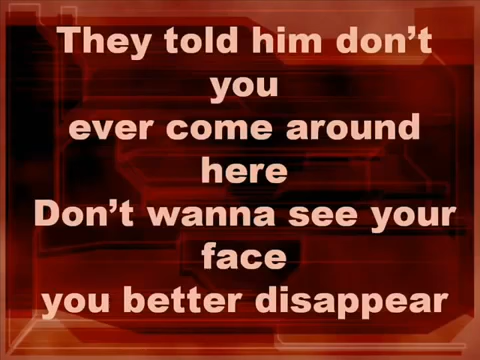 They told him don’t
you
ever come around
here
Don’t wanna see your
face
you better disappear